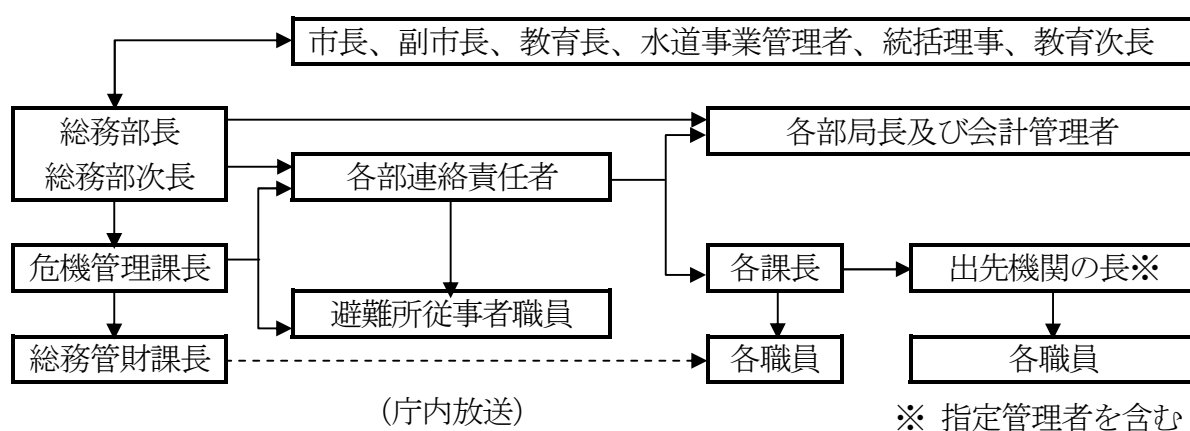 市長、副市長、教育長、水道事業管理者、統括理事、教育次長
総務部長
総務部次長
各部局長及び会計管理者
各部連絡責任者
危機管理課長
各課長
出先機関の長※
避難所従事者職員
総務管財課長
各職員
各職員
(庁内放送)
※ 指定管理者を含む